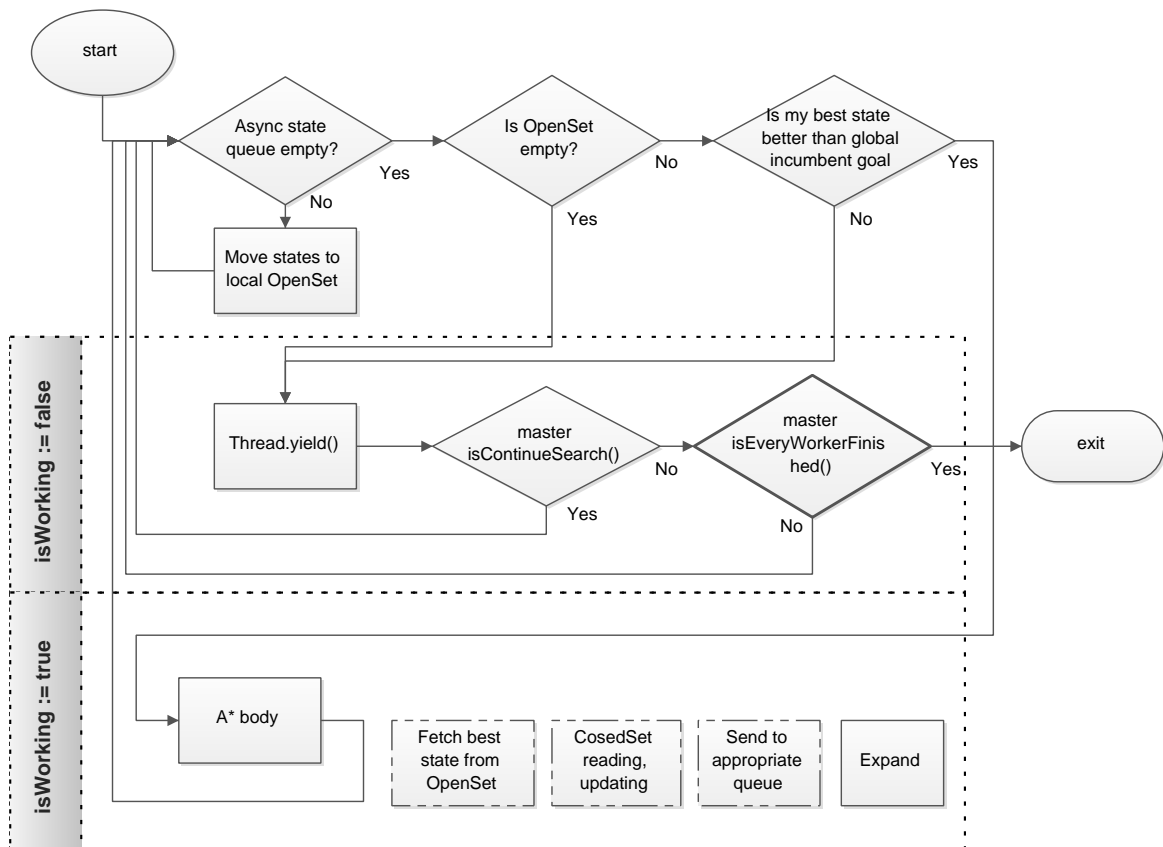 start
Async state
queue empty?
Yes
No
Is OpenSet
empty?
No
Yes
Is my best state
better than global
incumbent goal
Yes
No
Move states to
local OpenSet
isWorking := false
Thread.yield()
master
isContinueSearch()
No
Yes
master
isEveryWorkerFinis
hed()
Yes
No
exit
isWorking := true
A* body
Fetch best
state from
OpenSet
CosedSet
reading,
updating
Send to
appropriate
queue
Expand